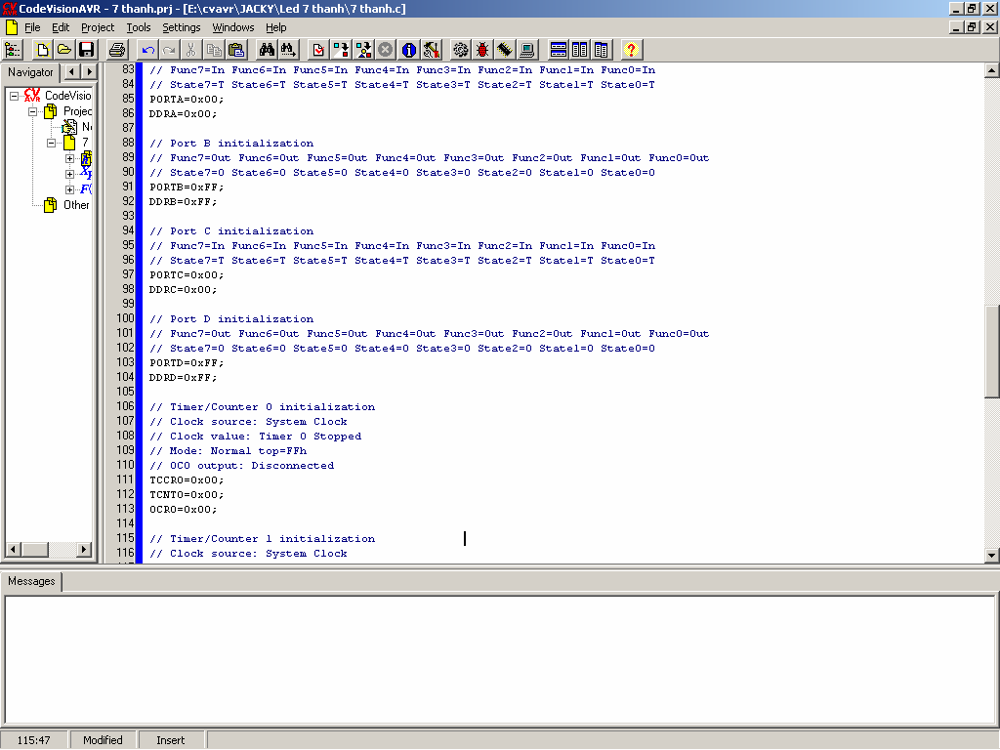 CodeVisionAVR - 7 thanh.prj - [E:\cvavr\JACKY\Led 7 thanh\7 thanh.c]
File Edit Project Tools Settings Windows Help
Navigator
CodeVisio
Projec
7
Other
83 // Func7=In Func6=In Func5=In Func4=In Func3=In Func2=In Func1=In Func0=In
84 // State7=T State6=T State5=T State4=T State3=T State2=T State1=T State0=T
85 PORTA=0x00;
86 DDRA=0x00;
87
88 // Port B initialization
89 // Func7=Out Func6=Out Func5=Out Func4=Out Func3=Out Func2=Out Func1=Out Func0=Out
90 // State7=0 State6=0 State5=0 State4=0 State3=0 State2=0 State1=0 State0=0
91 PORTB=0xFF;
92 DDRB=0xFF;
93
94 // Port C initialization
95 // Func7=In Func6=In Func5=In Func4=In Func3=In Func2=In Func1=In Func0=In
96 // State7=T State6=T State5=T State4=T State3=T State2=T State1=T State0=T
97 PORTC=0x00;
98 DDRC=0x00;
99
100 // Port D initialization
101 // Func7=Out Func6=Out Func5=Out Func4=Out Func3=Out Func2=Out Func1=Out Func0=Out
102 // State7=0 State6=0 State5=0 State4=0 State3=0 State2=0 State1=0 State0=0
103 PORTD=0xFF;
104 DDRD=0xFF;
105
106 // Timer/Counter 0 initialization
107 // Clock source: System Clock
108 // Clock value: Timer 0 Stopped
109 // Mode: Normal top=FFh
110 // OC0 output: Disconnected
111 TCCR0=0x00;
112 TCNT0=0x00;
113 OCR0=0x00;
114
115 // Timer/Counter 1 initialization
116 // Clock source: System Clock
Messages
115:47 Modified Insert